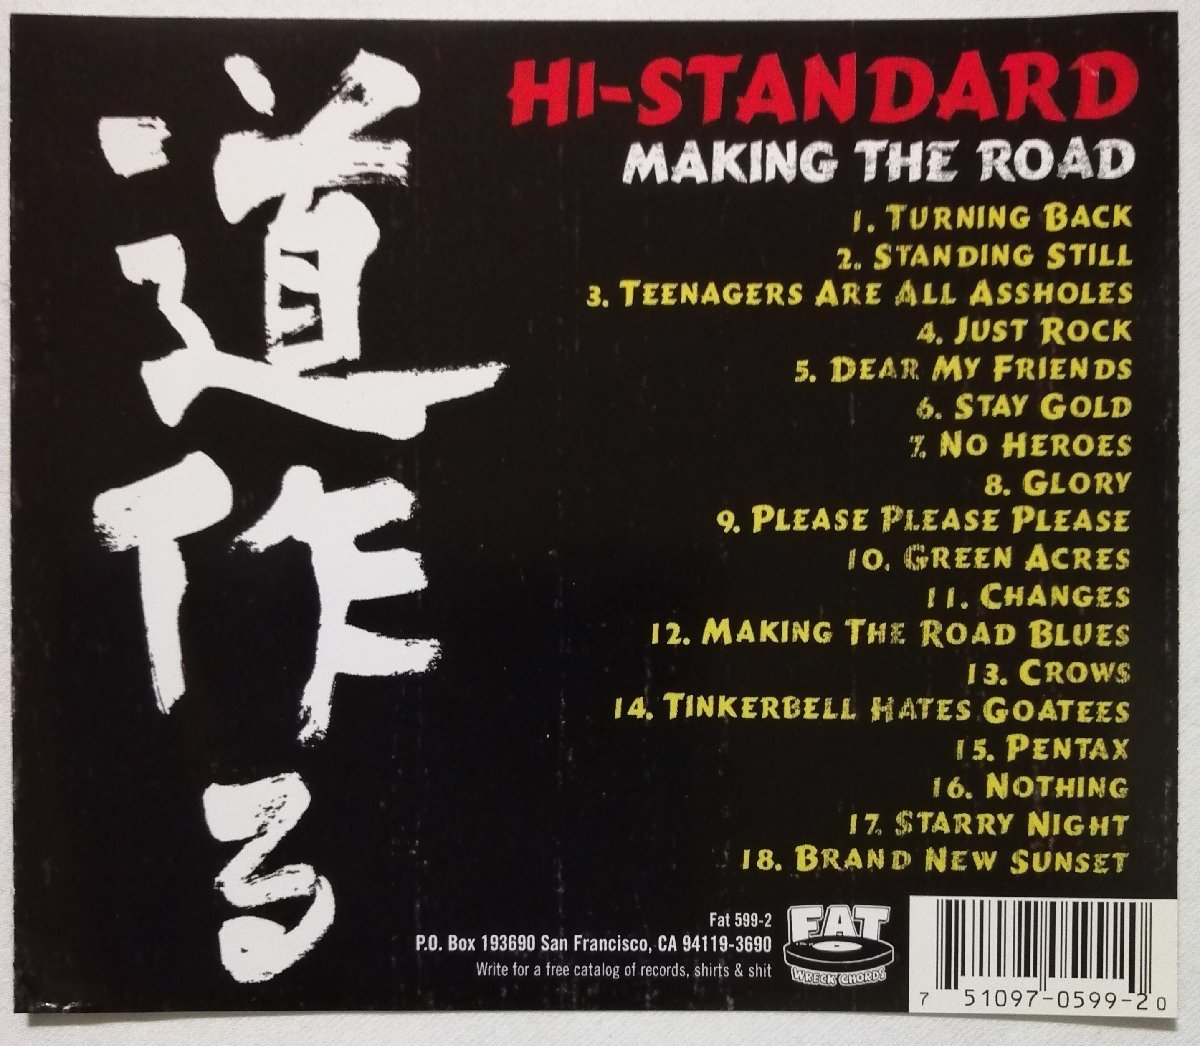 道作る
HI-STANDARD
MAKING THE ROAD
1. TURNING BACK
2. STANDING STILL
3. TEENAGERS ARE ALL ASSHOLES
4. JUST ROCK
5. DEAR MY FRIENDS
6. STAY GOLD
7. NO HEROES
8. GLORY
9. PLEASE PLEASE PLEASE
10. GREEN ACRES
11. CHANGES
12. MAKING THE ROAD BLUES
13. CROWS
14. TINKERBELL HATES GOATEES
15. PENTAX
16. NOTHING
17. STARRY NIGHT
18. BRAND NEW SUNSET
Fat 599-2
P.O. Box 193690 San Francisco, CA 94119-3690
Write for a free catalog of records, shirts & shit
FAT
WRECK CHORDS
7 51097-0599-2 0